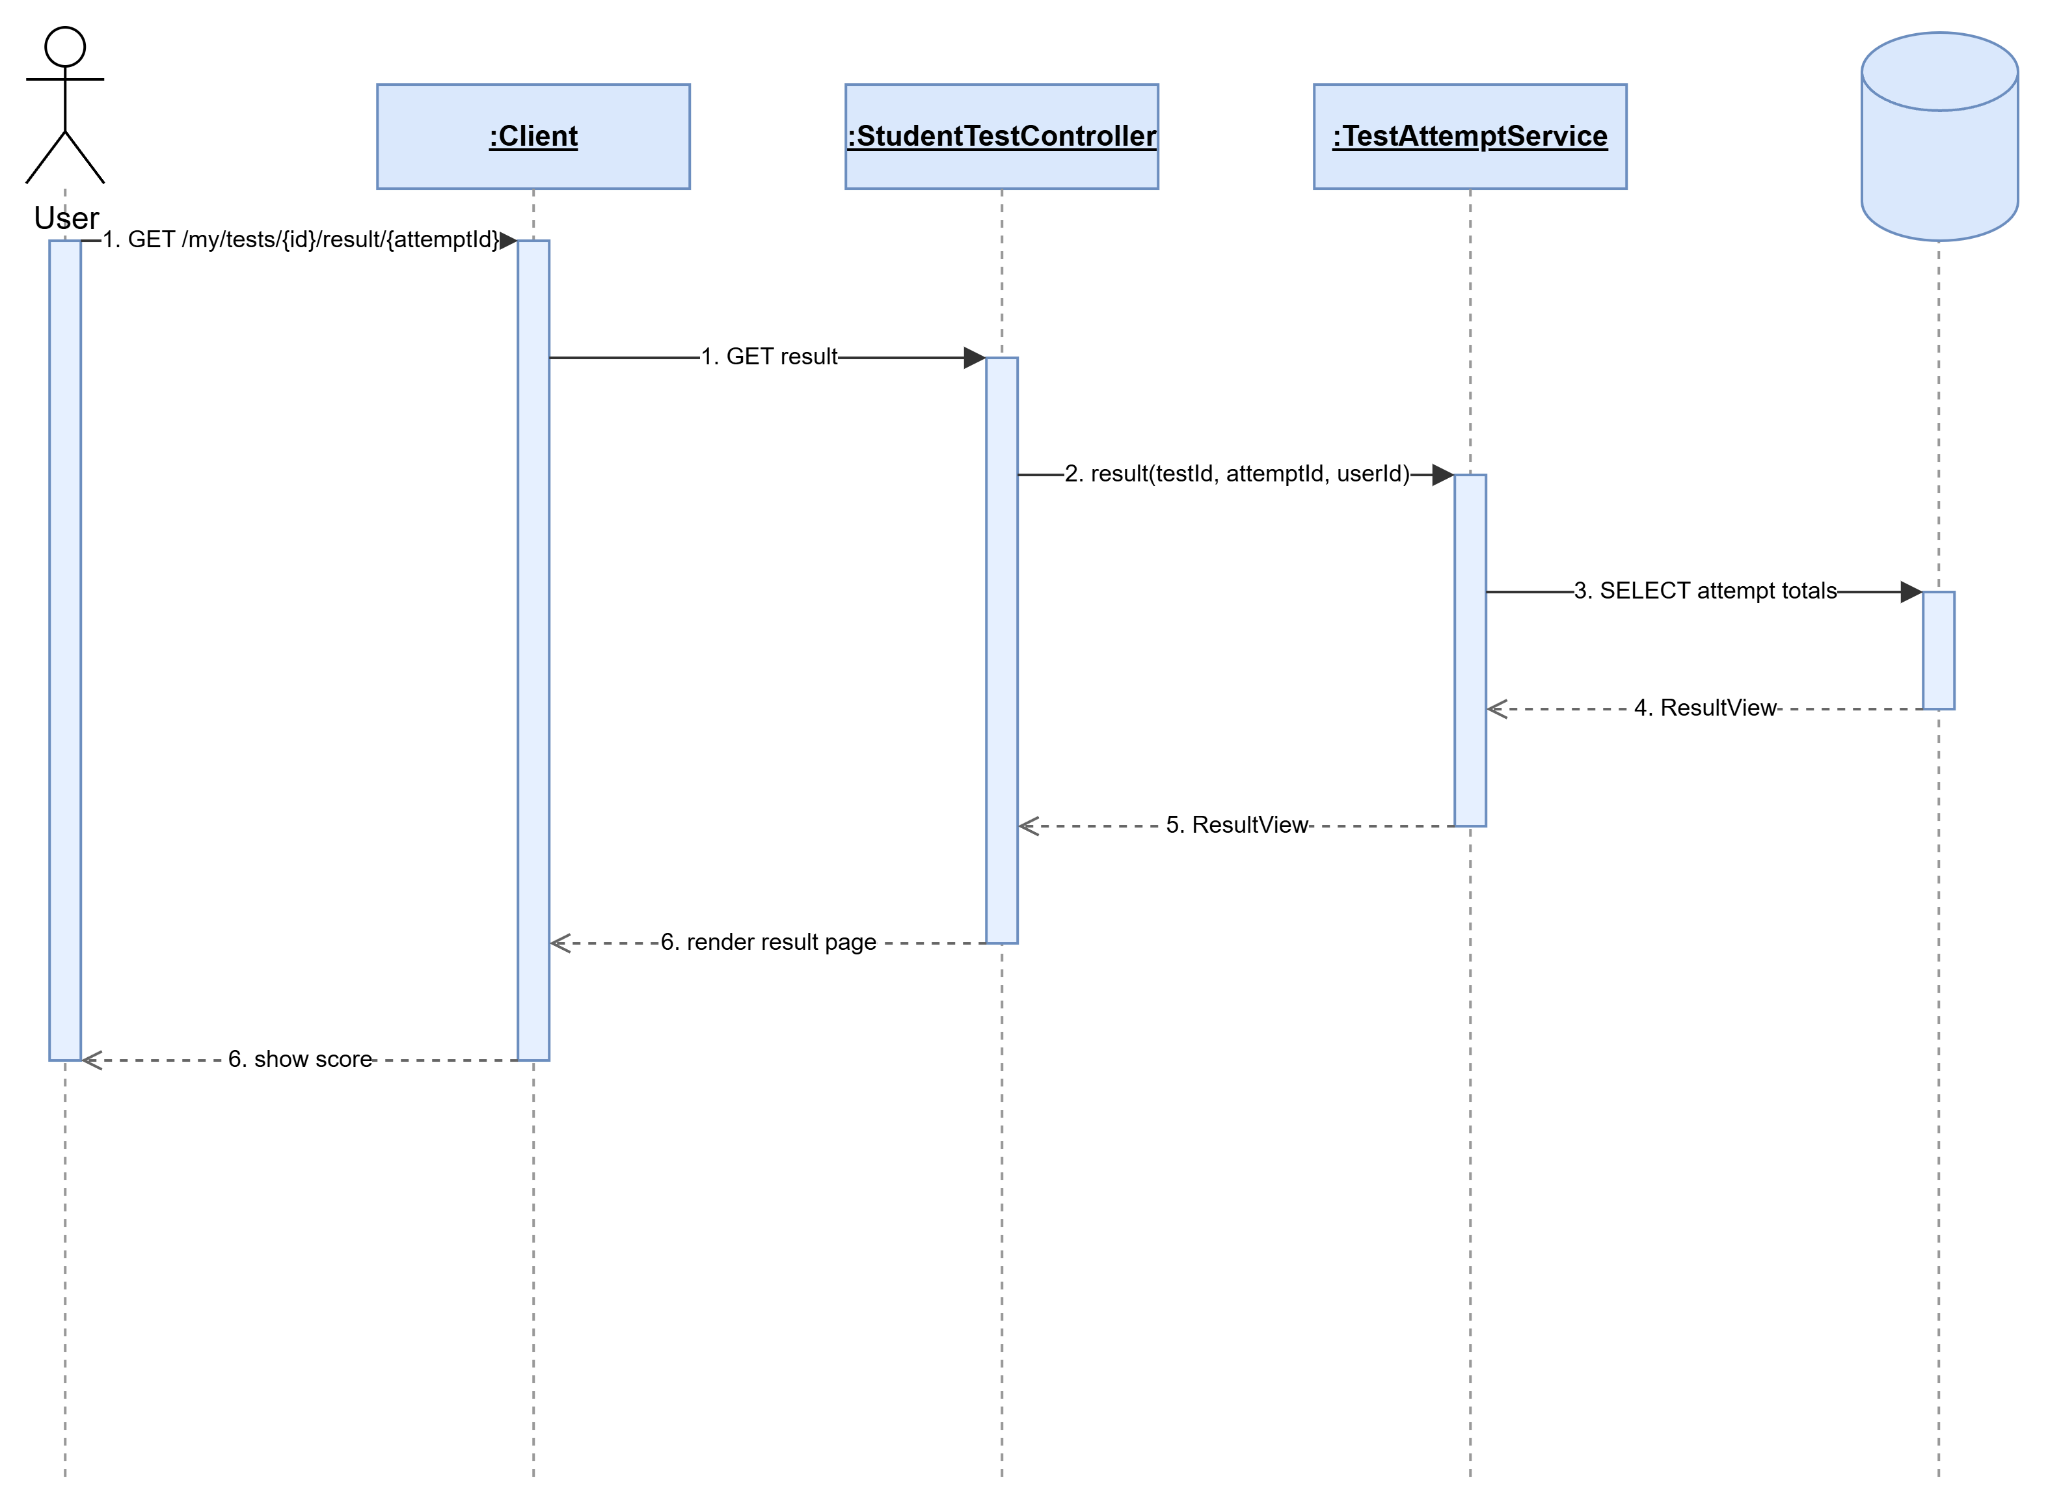 :Client
:StudentTestController
:TestAttemptService
User
1. GET /my/tests/{id}/result/{attemptId}
1. GET result
2. result(testId, attemptId, userId)
3. SELECT attempt totals
4. ResultView
5. ResultView
6. render result page
6. show score